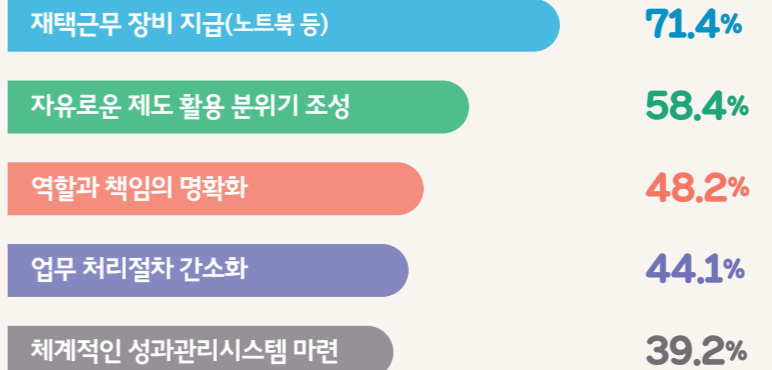 재택근무 장비 지급(노트북 등) 71.4%
자유로운 제도 활용 분위기 조성 58.4%
역할과 책임의 명확화 48.2%
업무 처리절차 간소화 44.1%
체계적인 성과관리시스템 마련 39.2%